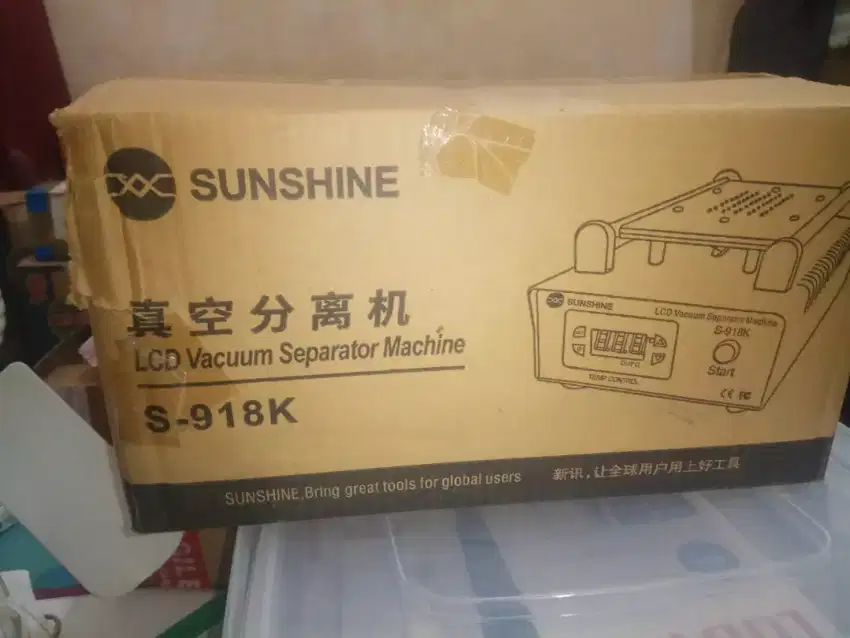 SUNSHINE
真空分离机
LCD Vacuum Separator Machine
S-918K
SUNSHINE
LCD Vacuum Separator Machine
S-918K
Start
TEMP CONTROL
CE FC
SUNSHINE,Bring great tools for global users
新讯,让全球用户用上好工具